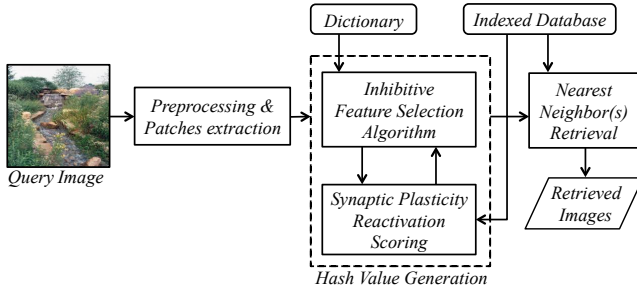 Dictionary
Indexed Database
Query Image
Preprocessing &
Patches extraction
Inhibitive
Feature Selection
Algorithm
Synaptic Plasticity
Reactivation
Scoring
Hash Value Generation
Nearest
Neighbor(s)
Retrieval
Retrieved
Images